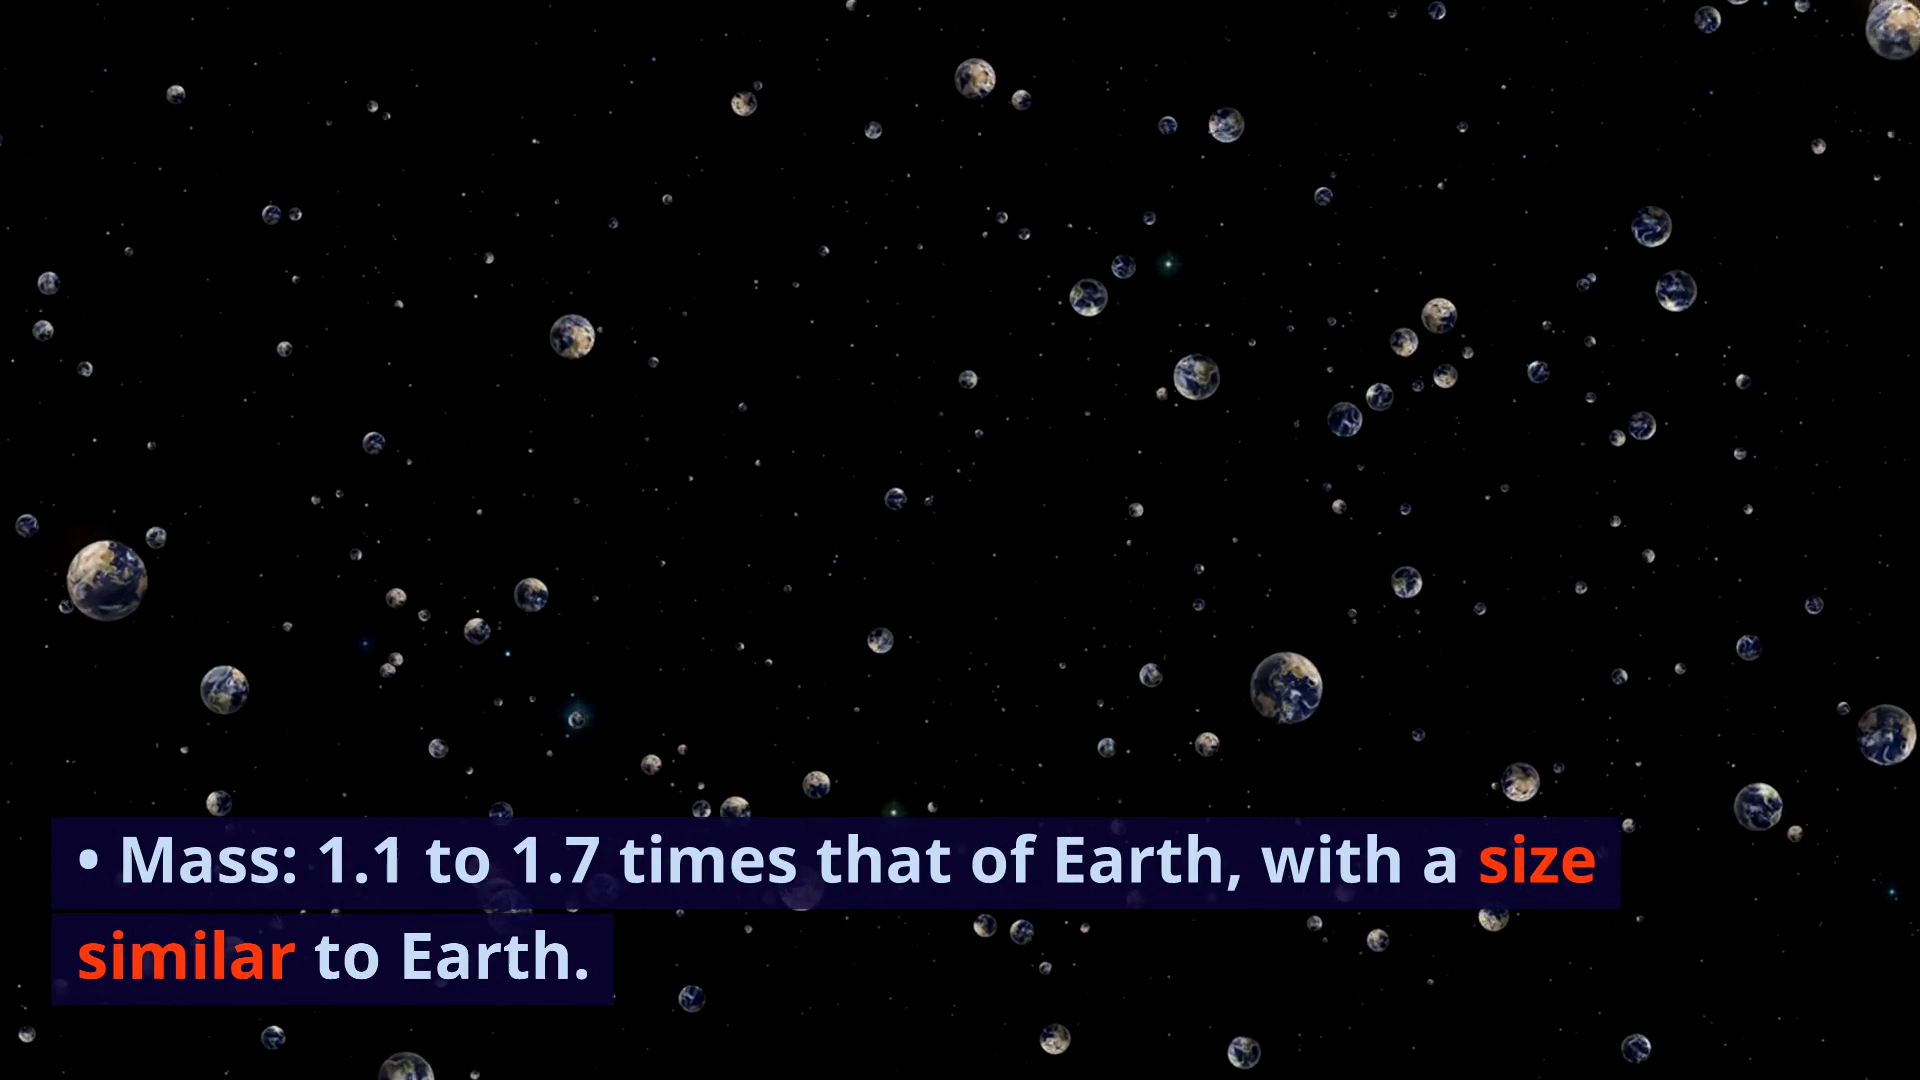 • Mass: 1.1 to 1.7 times that of Earth, with a size
similar to Earth.